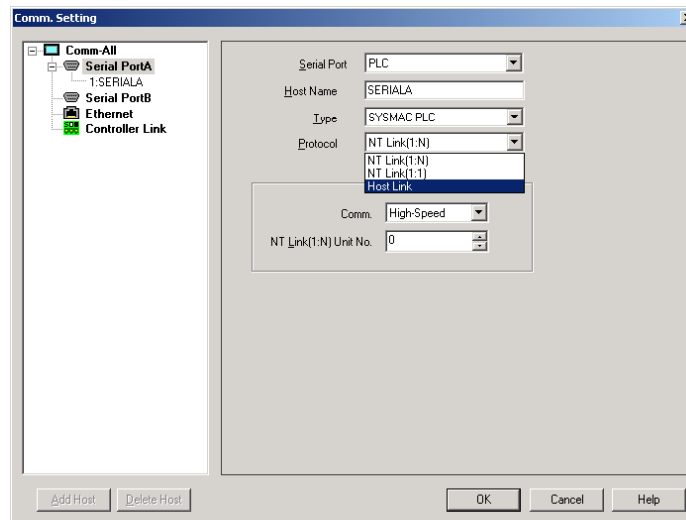 Comm. Setting
Comm-All
Serial PortA
1:SERIALA
Serial PortB
Ethernet
Controller Link
Serial Port PLC
Host Name SERIALA
Type SYSMAC PLC
Protocol NT Link(1:N)
NT Link(1:N)
NT Link(1:1)
Host Link
Comm. High-Speed
NT Link(1:N) Unit No. 0
Add Host Delete Host OK Cancel Help